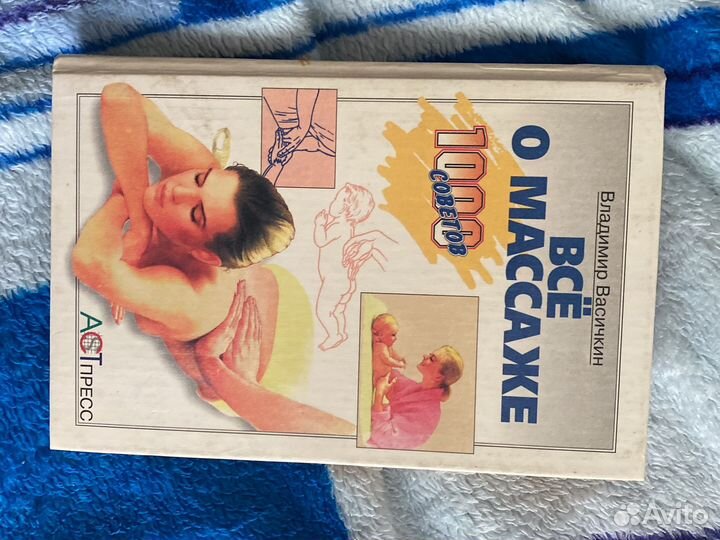 Владимир Васичкин
ВСЁ
О МАССАЖЕ
1000
СОВЕТОВ
АСТ ПРЕСС
Avito